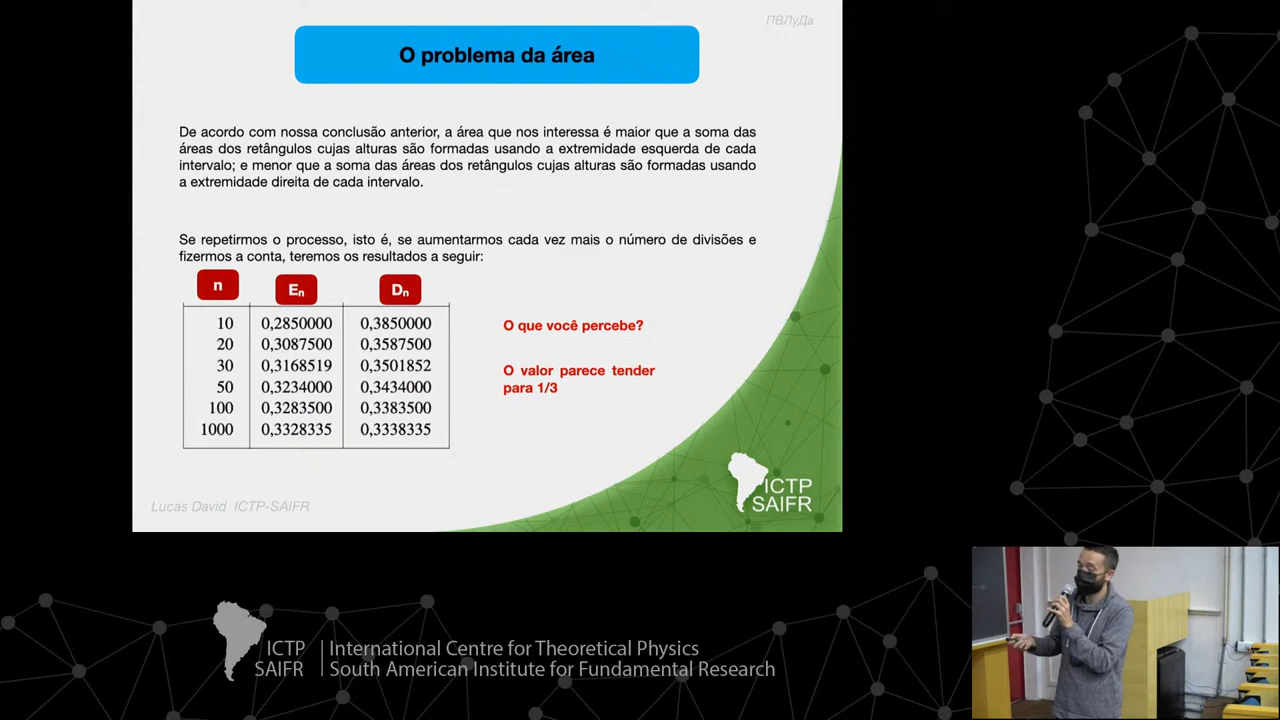 ПВЛуДа
O problema da área
De acordo com nossa conclusão anterior, a área que nos interessa é maior que a soma das
áreas dos retângulos cujas alturas são formadas usando a extremidade esquerda de cada
intervalo; e menor que a soma das áreas dos retângulos cujas alturas são formadas usando
a extremidade direita de cada intervalo.
Se repetirmos o processo, isto é, se aumentarmos cada vez mais o número de divisões e
fizermos a conta, teremos os resultados a seguir:
n Eₙ Dₙ
10 0,2850000 0,3850000
20 0,3087500 0,3587500
30 0,3168519 0,3501852
50 0,3234000 0,3434000
100 0,3283500 0,3383500
1000 0,3328335 0,3338335
O que você percebe?
O valor parece tender
para 1/3
ICTP
SAIFR
Lucas David ICTP-SAIFR
ICTP
SAIFR
International Centre for Theoretical Physics
South American Institute for Fundamental Research